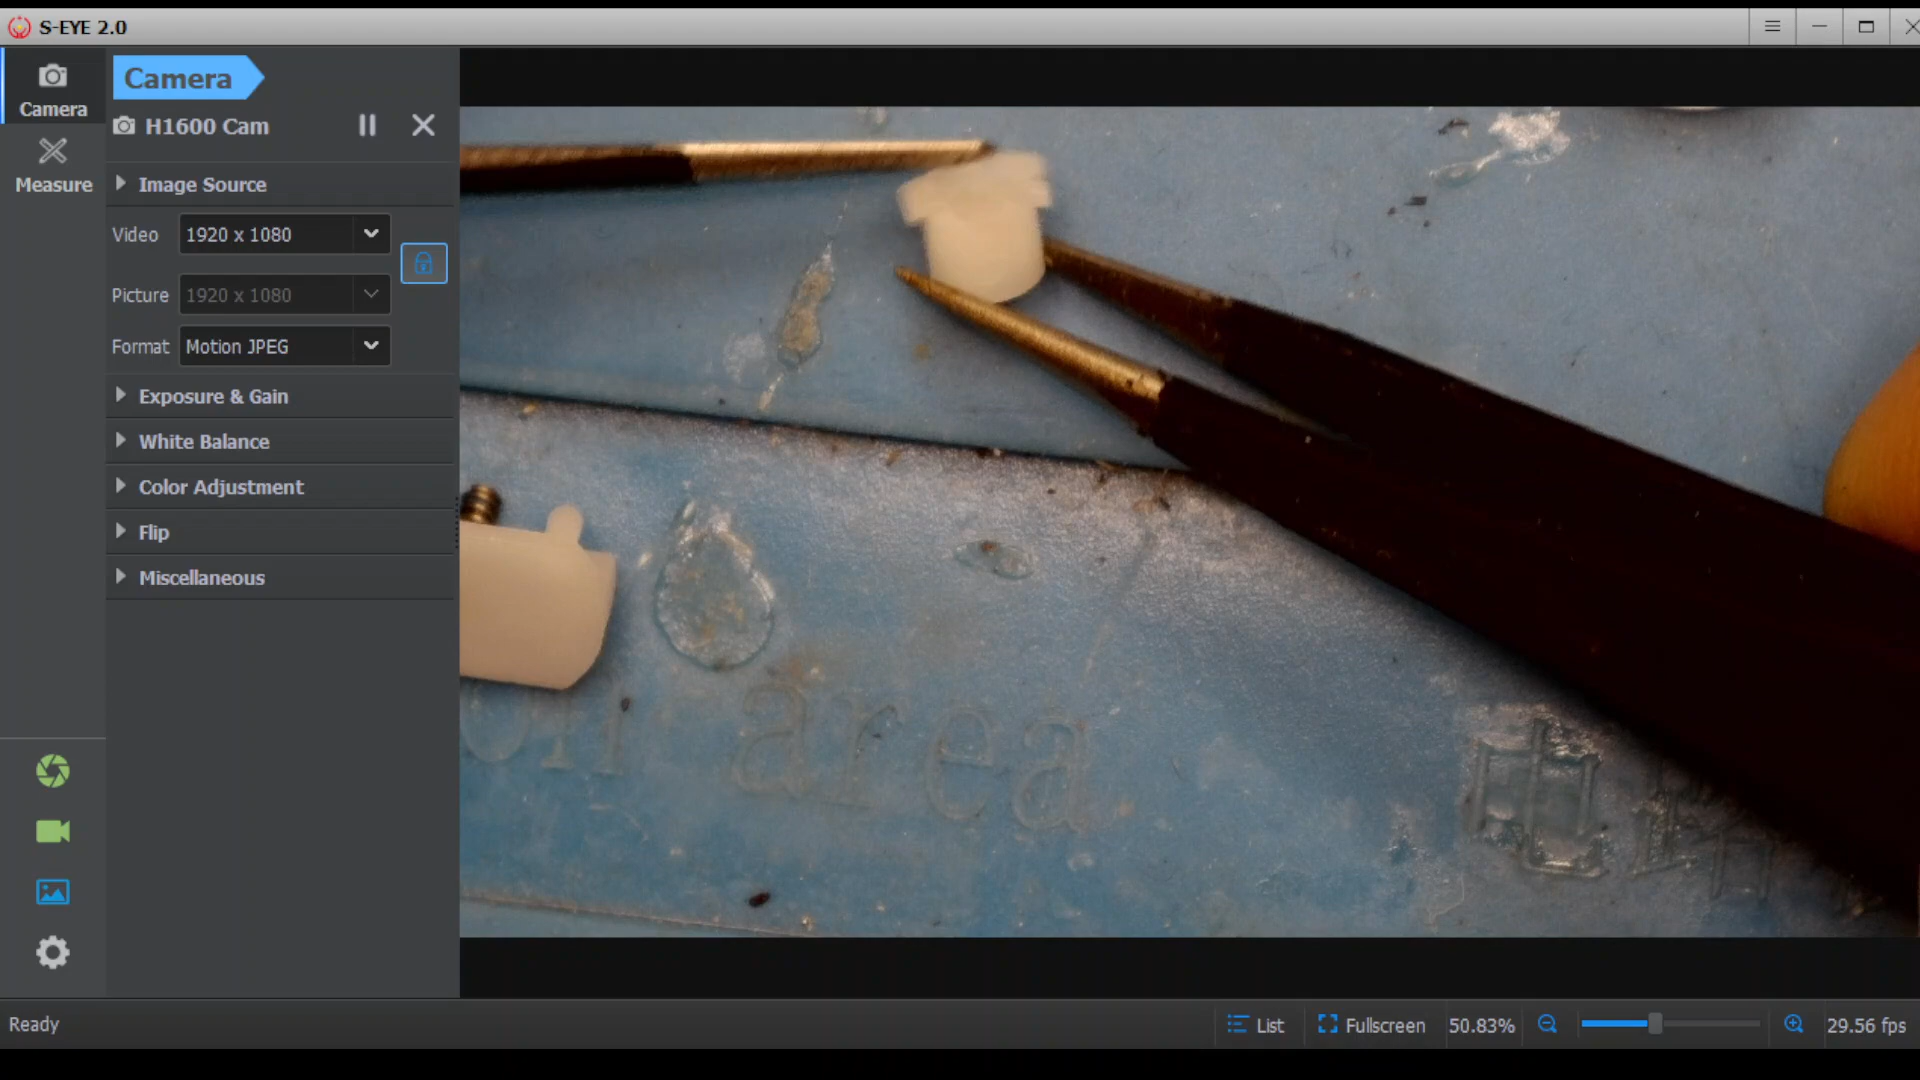 S-EYE 2.0
Camera
Camera
H1600 Cam
Measure
Image Source
Video 1920 x 1080
Picture 1920 x 1080
Format Motion JPEG
Exposure & Gain
White Balance
Color Adjustment
Flip
Miscellaneous
area
Ready
List
Fullscreen
50.83%
29.56 fps